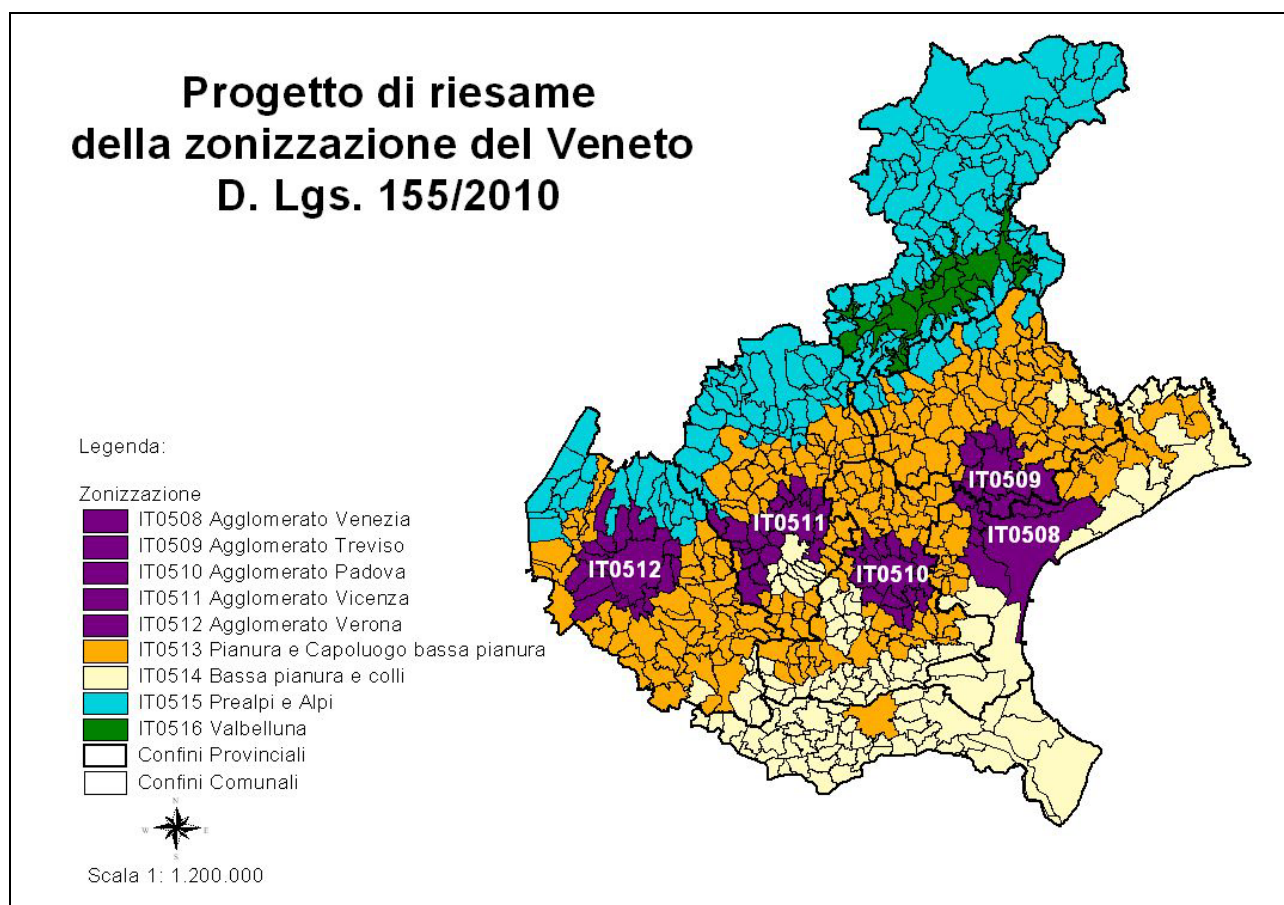 Progetto di riesame
della zonizzazione del Veneto
D. Lgs. 155/2010
Legenda:
Zonizzazione
IT0508 Agglomerato Venezia
IT0509 Agglomerato Treviso
IT0510 Agglomerato Padova
IT0511 Agglomerato Vicenza
IT0512 Agglomerato Verona
IT0513 Pianura e Capoluogo bassa pianura
IT0514 Bassa pianura e colli
IT0515 Prealpi e Alpi
IT0516 Valbelluna
Confini Provinciali
Confini Comunali
N
W E
S
Scala 1: 1.200.000
IT0509
IT0511
IT0508
IT0512
IT0510